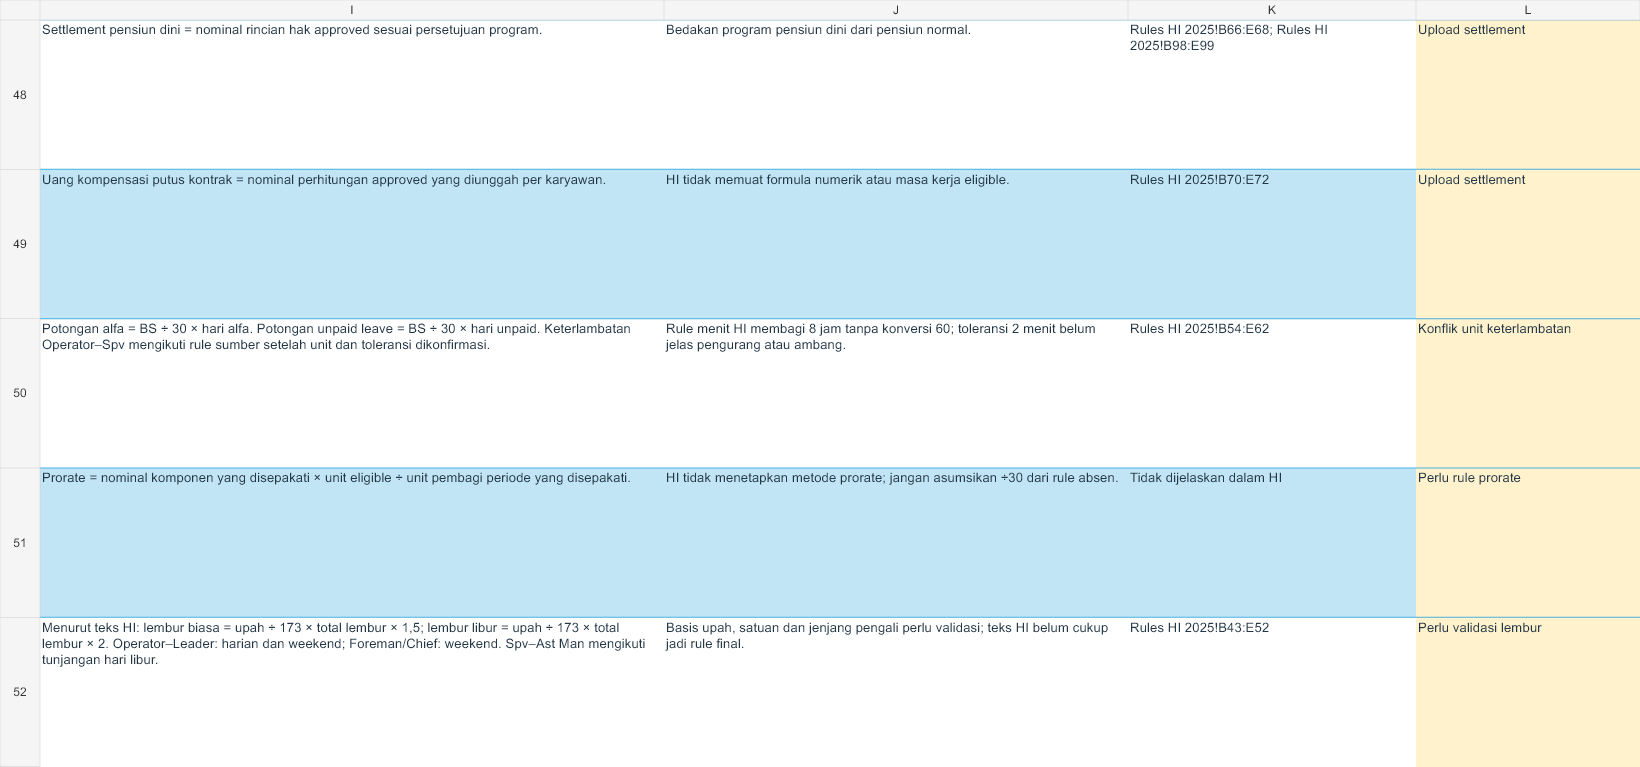 I J K L
48
Settlement pensiun dini = nominal rincian hak approved sesuai persetujuan program.
Bedakan program pensiun dini dari pensiun normal.
Rules HI 2025!B66:E68; Rules HI
2025!B98:E99
Upload settlement
49
Uang kompensasi putus kontrak = nominal perhitungan approved yang diunggah per karyawan.
HI tidak memuat formula numerik atau masa kerja eligible.
Rules HI 2025!B70:E72
Upload settlement
50
Potongan alfa = BS ÷ 30 × hari alfa. Potongan unpaid leave = BS ÷ 30 × hari unpaid. Keterlambatan
Operator–Spv mengikuti rule sumber setelah unit dan toleransi dikonfirmasi.
Rule menit HI membagi 8 jam tanpa konversi 60; toleransi 2 menit belum
jelas pengurang atau ambang.
Rules HI 2025!B54:E62
Konflik unit keterlambatan
51
Prorate = nominal komponen yang disepakati × unit eligible ÷ unit pembagi periode yang disepakati.
HI tidak menetapkan metode prorate; jangan asumsikan ÷30 dari rule absen.
Tidak dijelaskan dalam HI
Perlu rule prorate
52
Menurut teks HI: lembur biasa = upah ÷ 173 × total lembur × 1,5; lembur libur = upah ÷ 173 × total
lembur × 2. Operator–Leader: harian dan weekend; Foreman/Chief: weekend. Spv–Ast Man mengikuti
tunjangan hari libur.
Basis upah, satuan dan jenjang pengali perlu validasi; teks HI belum cukup
jadi rule final.
Rules HI 2025!B43:E52
Perlu validasi lembur